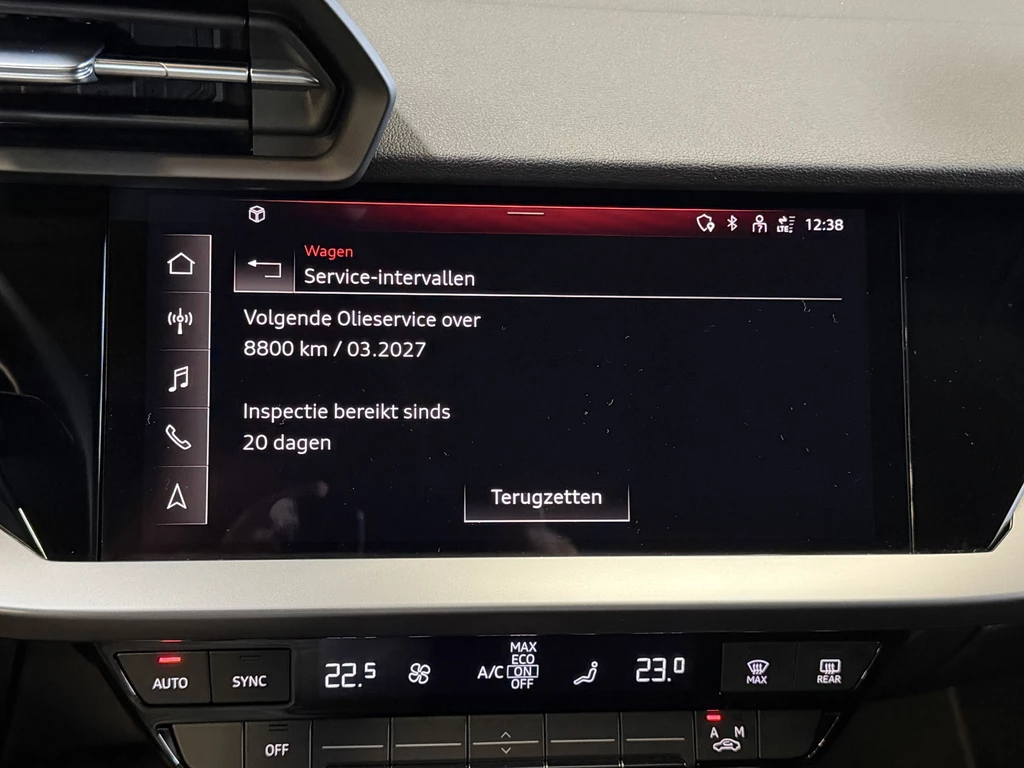 LTE 12:38
Wagen
Service-intervallen
Volgende Olieservice over
8800 km / 03.2027
Inspectie bereikt sinds
20 dagen
Terugzetten
AUTO
SYNC
22.5
A/C
MAX
ECO
ON
OFF
23.0
MAX
REAR
OFF
A M